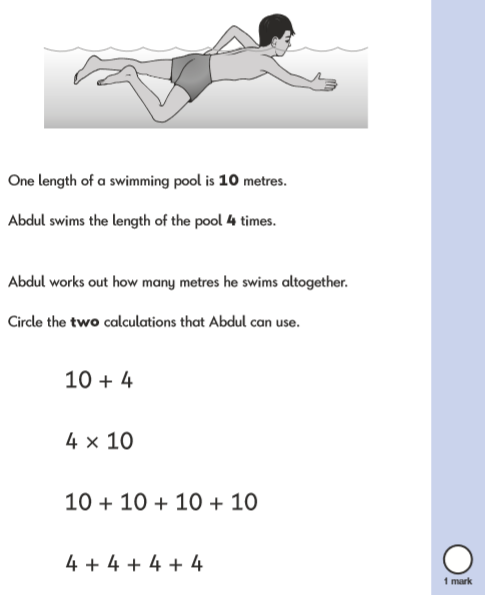 One length of a swimming pool is 10 metres.
Abdul swims the length of the pool 4 times.
Abdul works out how many metres he swims altogether.
Circle the two calculations that Abdul can use.
10 + 4
4 × 10
10 + 10 + 10 + 10
4 + 4 + 4 + 4
1 mark